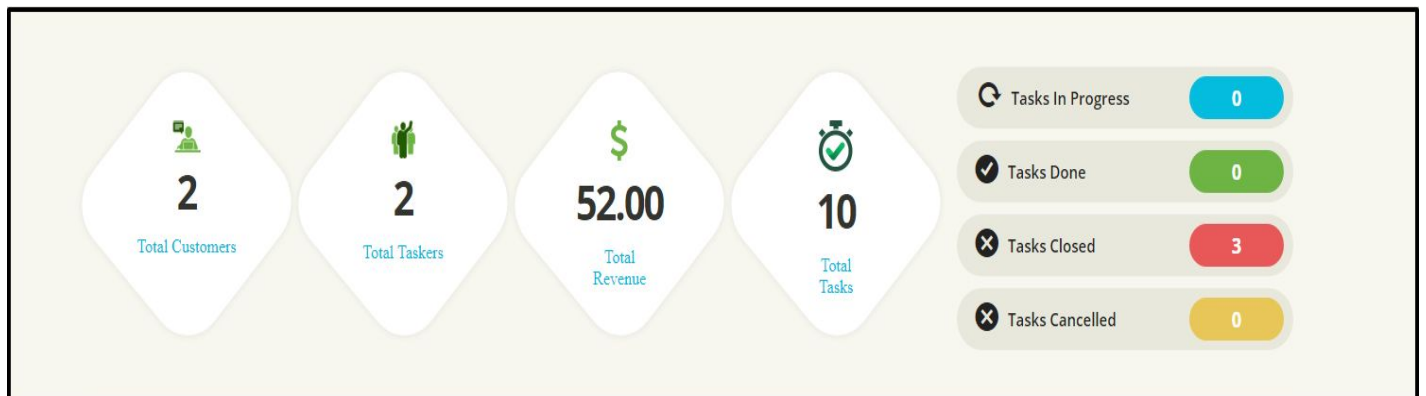 2
Total Customers
2
Total Taskers
$
52.00
Total
Revenue
10
Total
Tasks
Tasks In Progress 0
Tasks Done 0
Tasks Closed 3
Tasks Cancelled 0